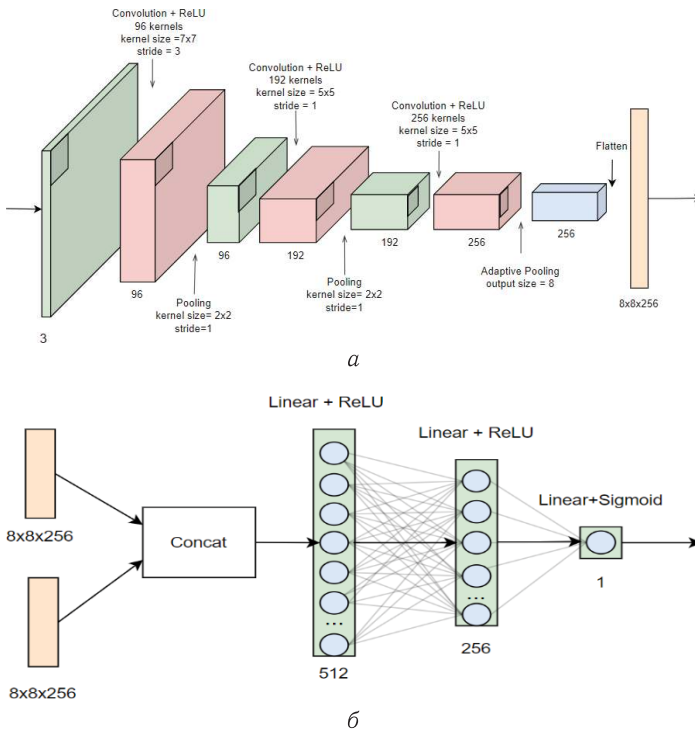 Convolution + ReLU
96 kernels
kernel size =7x7
stride = 3
Convolution + ReLU
192 kernels
kernel size = 5x5
stride = 1
Convolution + ReLU
256 kernels
kernel size = 5x5
stride = 1
Flatten
3
96
96
192
192
256
256
8x8x256
Pooling
kernel size= 2x2
stride=1
Pooling
kernel size= 2x2
stride=1
Adaptive Pooling
output size = 8
а
Linear + ReLU
Linear + ReLU
Linear+Sigmoid
8x8x256
Concat
8x8x256
...
512
...
256
1
б